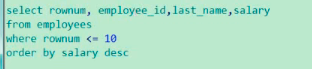 select rownum, employee_id,last_name,salary
from employees
where rownum <= 10
order by salary desc